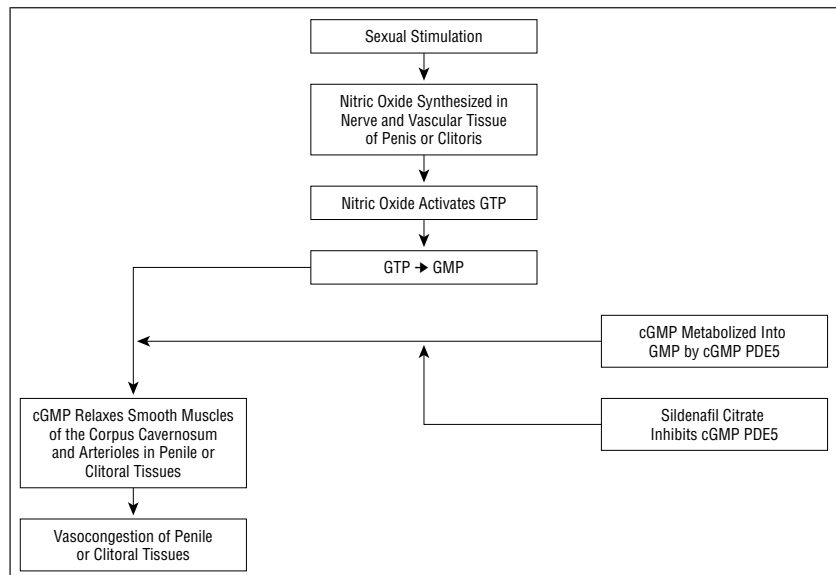 Sexual Stimulation
Nitric Oxide Synthesized in
Nerve and Vascular Tissue
of Penis or Clitoris
Nitric Oxide Activates GTP
GTP → GMP
cGMP Metabolized Into
GMP by cGMP PDE5
cGMP Relaxes Smooth Muscles
of the Corpus Cavernosum
and Arterioles in Penile or
Clitoral Tissues
Sildenafil Citrate
Inhibits cGMP PDE5
Vasocongestion of Penile
or Clitoral Tissues